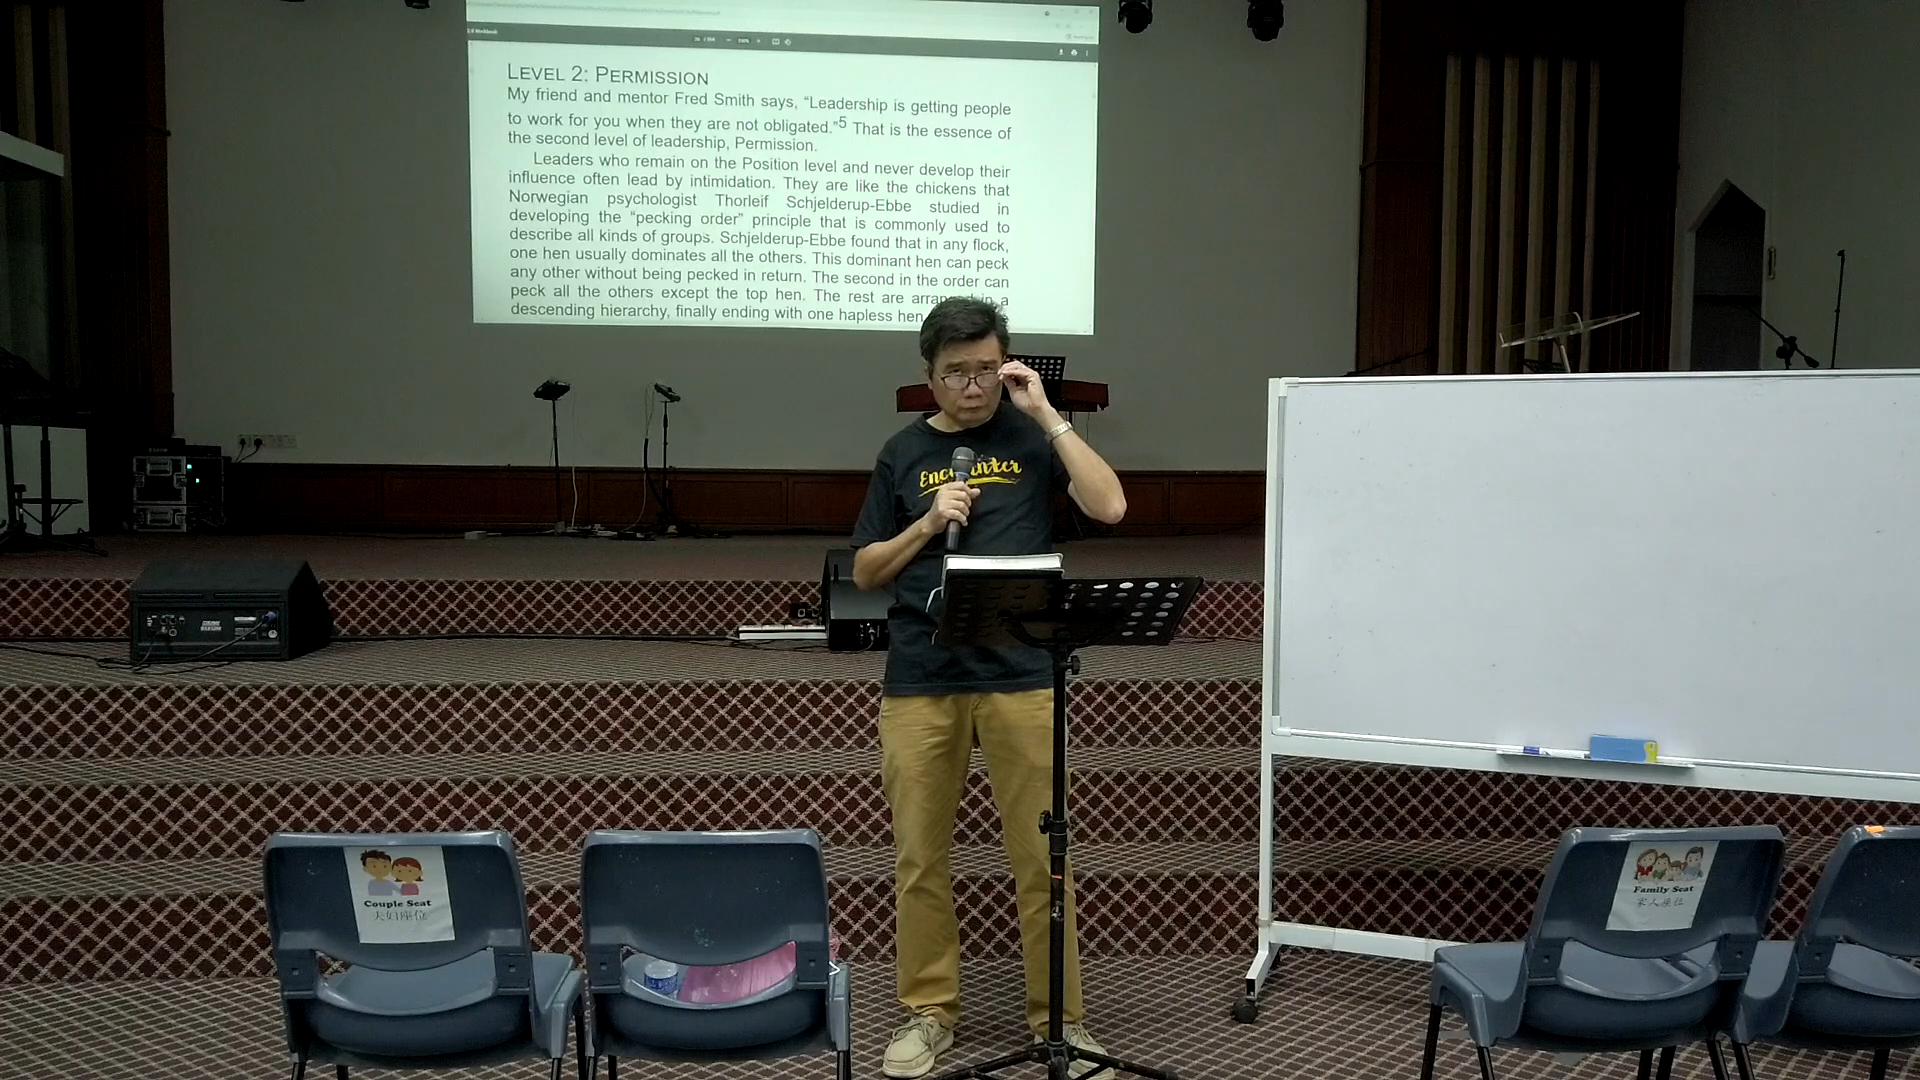 LEVEL 2: PERMISSION
My friend and mentor Fred Smith says, “Leadership is getting people
to work for you when they are not obligated.”5 That is the essence of
the second level of leadership, Permission.
Leaders who remain on the Position level and never develop their
influence often lead by intimidation. They are like the chickens that
Norwegian psychologist Thorleif Schjelderup-Ebbe studied in
developing the “pecking order” principle that is commonly used to
describe all kinds of groups. Schjelderup-Ebbe found that in any flock,
one hen usually dominates all the others. This dominant hen can peck
any other without being pecked in return. The second in the order can
peck all the others except the top hen. The rest are arranged in a
descending hierarchy, finally ending with one hapless hen
Couple Seat
夫妇座位
Family Seat
家人座位